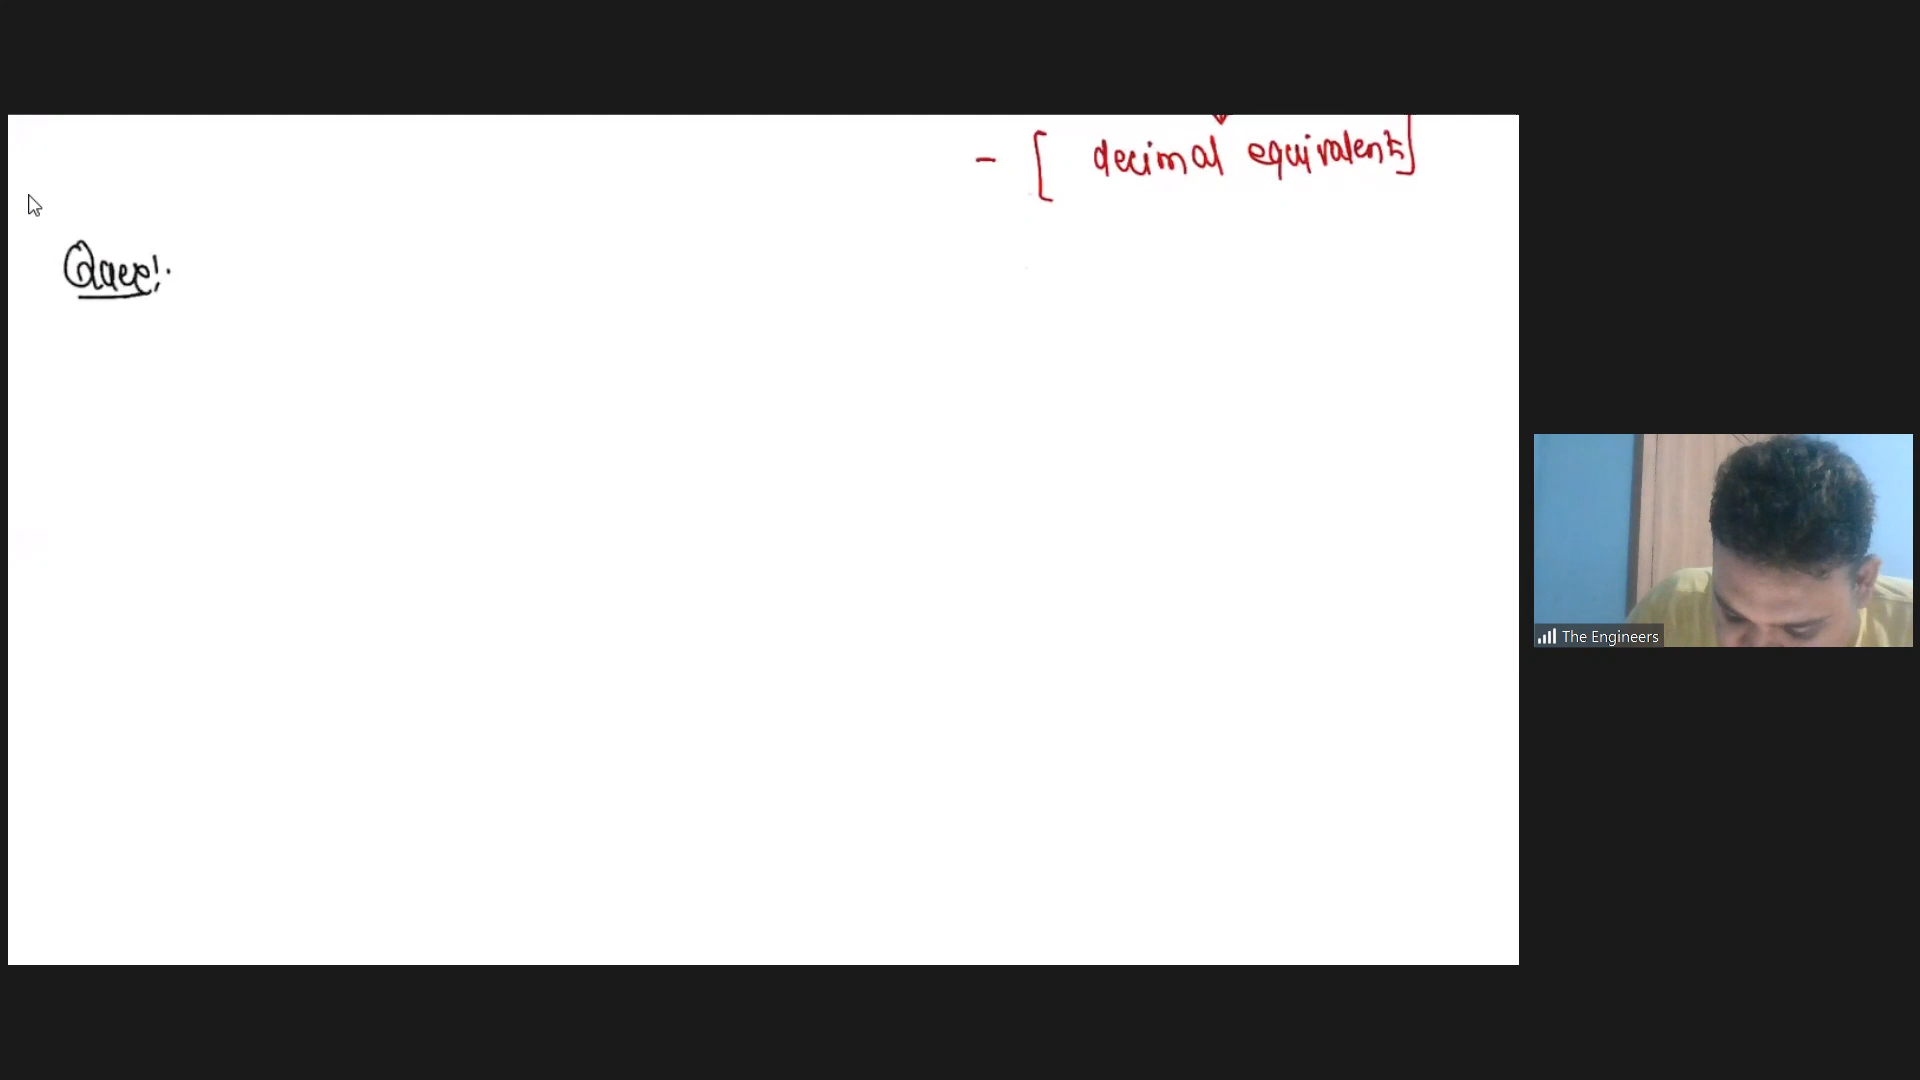 - [ decimal equivalent]
Ques:.
The Engineers